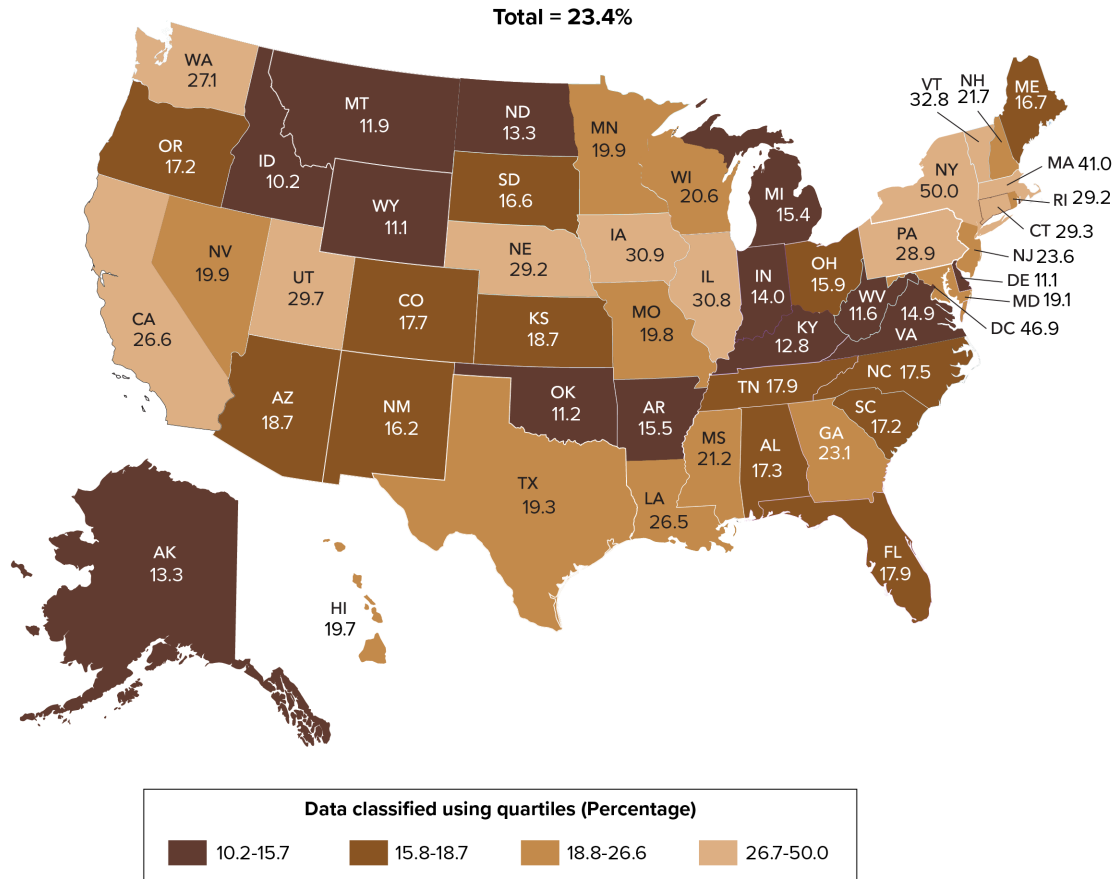 Total = 23.4%
WA
27.1
OR
17.2
CA
26.6
ID
10.2
NV
19.9
MT
11.9
WY
11.1
UT
29.7
AZ
18.7
CO
17.7
NM
16.2
ND
13.3
SD
16.6
NE
29.2
KS
18.7
OK
11.2
TX
19.3
MN
19.9
IA
30.9
MO
19.8
AR
15.5
LA
26.5
WI
20.6
IL
30.8
MS
21.2
MI
15.4
IN
14.0
KY
12.8
TN 17.9
AL
17.3
OH
15.9
WV
11.6
14.9
VA
NC 17.5
SC
17.2
GA
23.1
FL
17.9
PA
28.9
NY
50.0
VT
32.8
NH
21.7
ME
16.7
MA 41.0
RI 29.2
CT 29.3
NJ 23.6
DE 11.1
MD 19.1
DC 46.9
AK
13.3
HI
19.7
Data classified using quartiles (Percentage)
10.2-15.7
15.8-18.7
18.8-26.6
26.7-50.0